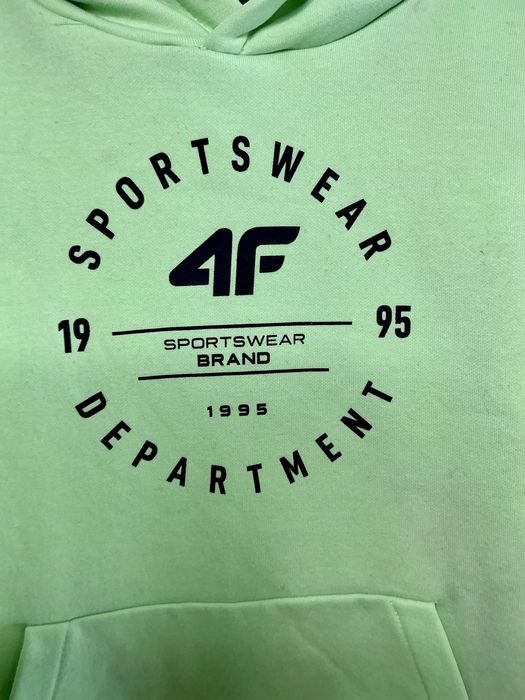 SPORTSWEAR
4F
19 95
SPORTSWEAR
BRAND
1995
DEPARTMENT